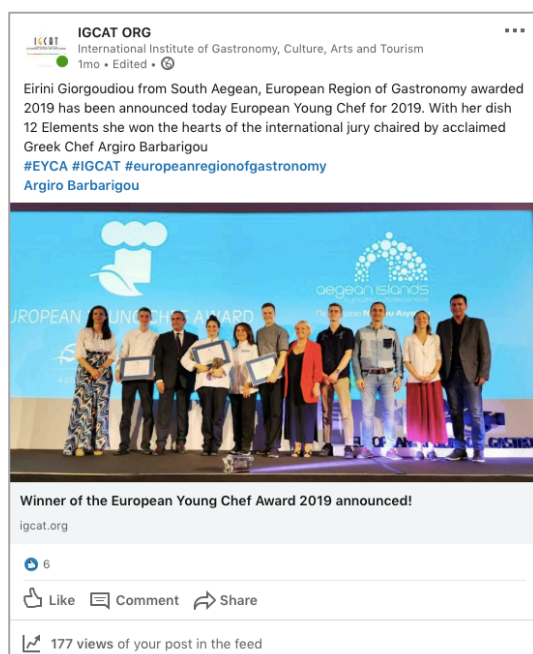 IGCAT
IGCAT ORG
International Institute of Gastronomy, Culture, Arts and Tourism
1mo • Edited •
Eirini Giorgoudiou from South Aegean, European Region of Gastronomy awarded
2019 has been announced today European Young Chef for 2019. With her dish
12 Elements she won the hearts of the international jury chaired by acclaimed
Greek Chef Argiro Barbarigou
#EYCA #IGCAT #europeanregionofgastronomy
Argiro Barbarigou
aegean islands
UROPEAN YOUNG CHEF AWARD
Winner of the European Young Chef Award 2019 announced!
igcat.org
6
Like Comment Share
177 views of your post in the feed